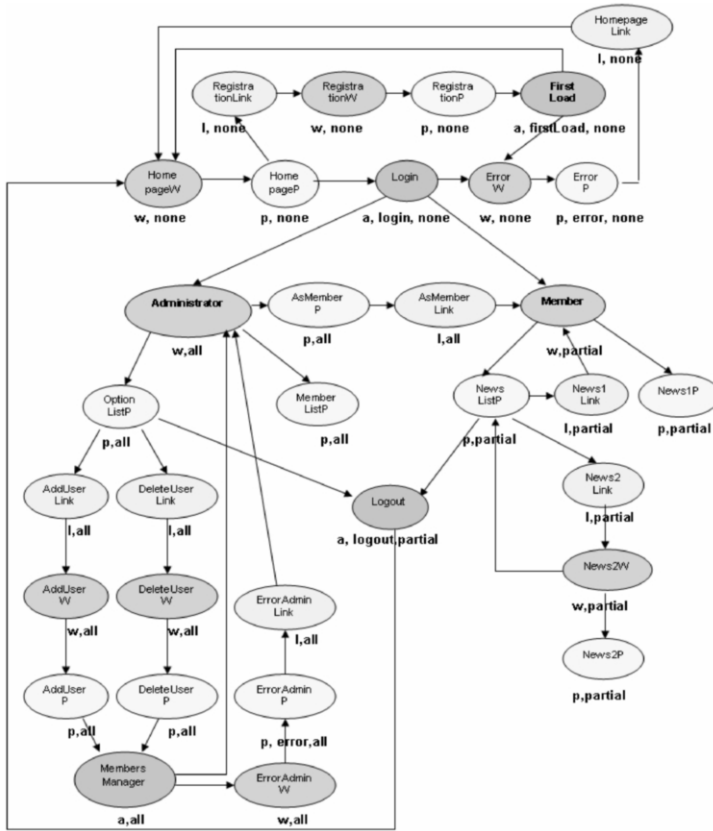 Homepage
Link
l, none
Registra
tionLink
l, none
Registra
tionW
w, none
Registra
tionP
p, none
First
Load
a, firstLoad, none
Home
pageW
w, none
Home
pageP
p, none
Login
a, login, none
Error
W
w, none
Error
P
p, error, none
Administrator
w,all
AsMember
P
p,all
AsMember
Link
l,all
Member
w,partial
Option
ListP
p,all
Member
ListP
p,all
News
ListP
p,partial
News1
Link
l,partial
News1P
p,partial
AddUser
Link
l,all
DeleteUser
Link
l,all
Logout
a, logout,partial
News2
Link
l,partial
AddUser
W
w,all
DeleteUser
W
w,all
ErrorAdmin
Link
l,all
News2W
w,partial
AddUser
P
p,all
DeleteUser
P
p,all
ErrorAdmin
P
p, error,all
News2P
p,partial
Members
Manager
a,all
ErrorAdmin
W
w,all